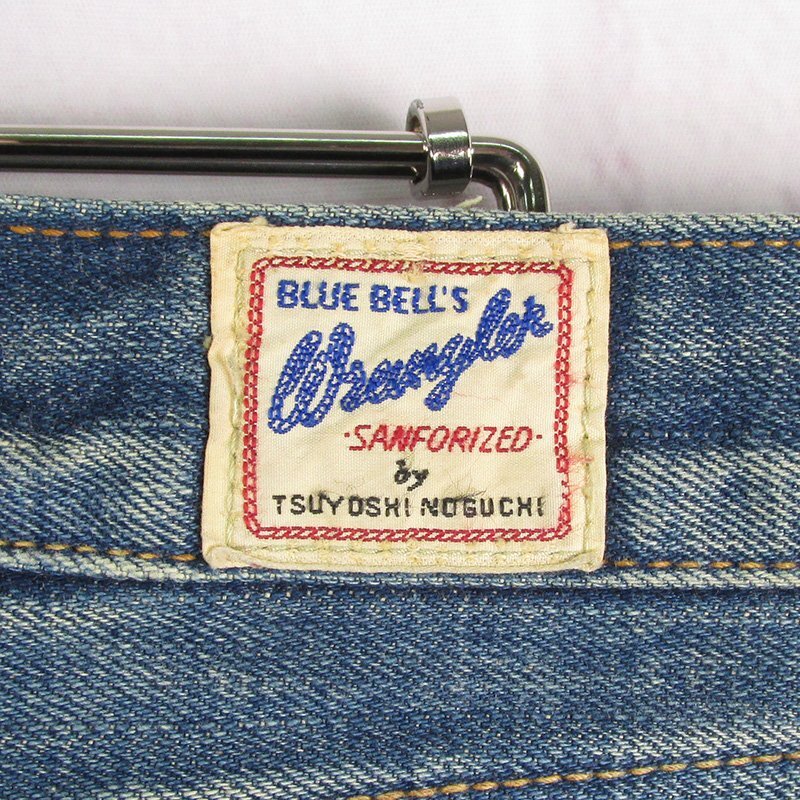 BLUE BELL'S
Wrangler
·SANFORIZED·
by
TSUYOSHI NOGUCHI